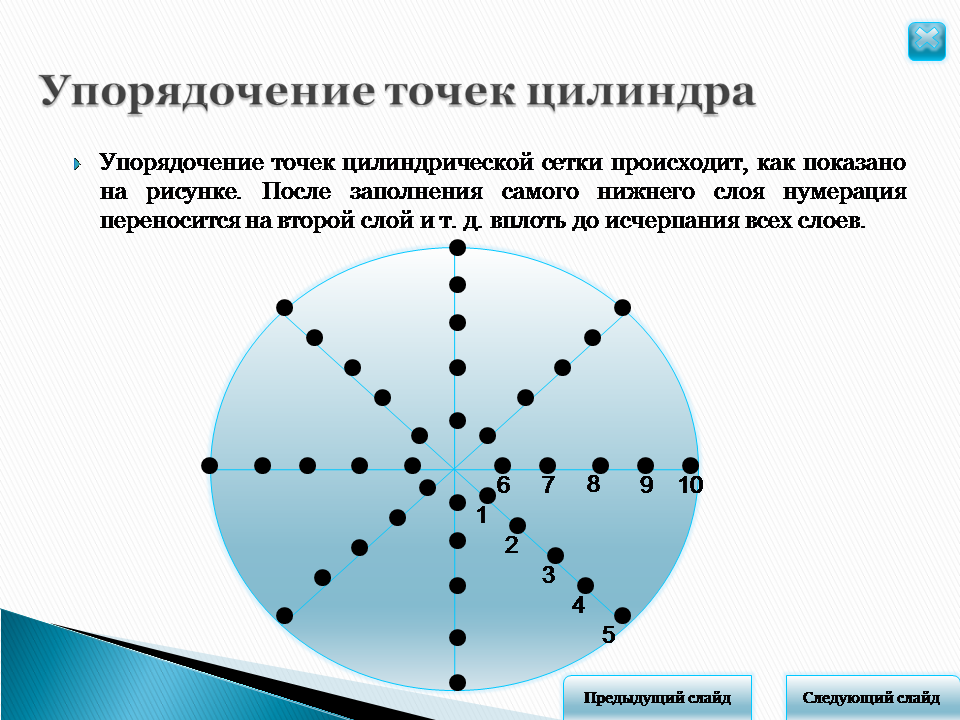 Упорядочение точек цилиндра
Упорядочение точек цилиндрической сетки происходит, как показано
на рисунке. После заполнения самого нижнего слоя нумерация
переносится на второй слой и т. д. вплоть до исчерпания всех слоев.
6 7 8 9 10
1
2
3
4
5
Предыдущий слайд
Следующий слайд